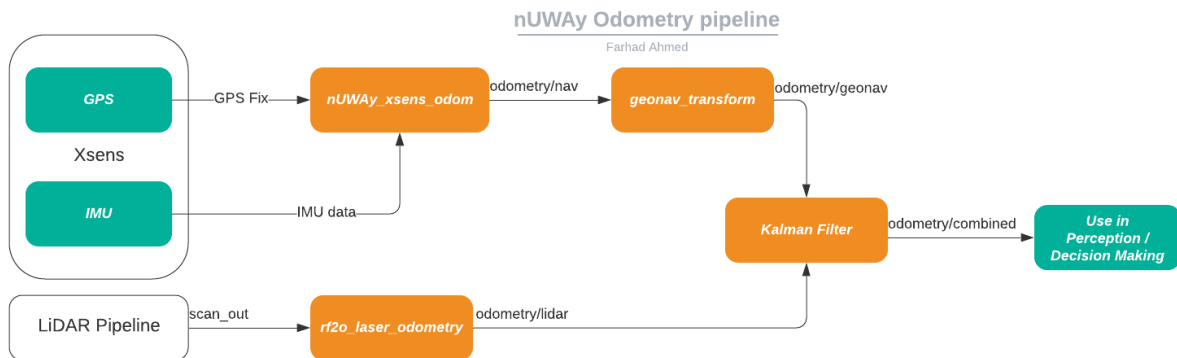 nUWAy Odometry pipeline
Farhad Ahmed
GPS
GPS Fix
nUWAy_xsens_odom
odometry/nav
geonav_transform
odometry/geonav
Xsens
IMU
IMU data
Kalman Filter
odometry/combined
Use in
Perception /
Decision Making
LiDAR Pipeline
scan_out
rf2o_laser_odometry
odometry/lidar